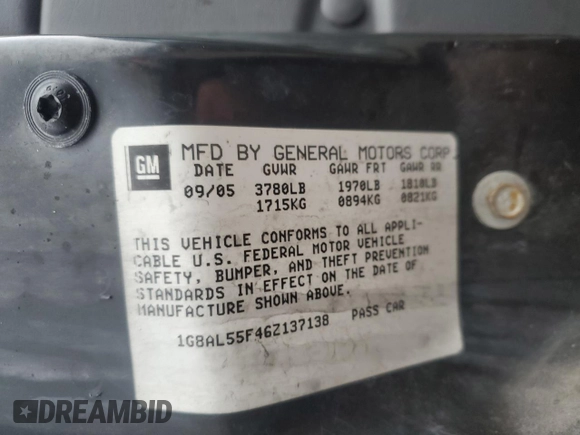 GM
MFD BY GENERAL MOTORS CORP
DATE GVWR GAWR FRT GAWR RR
09/05 3780LB 1970LB 1810LB
1715KG 0894KG 0821KG
THIS VEHICLE CONFORMS TO ALL APPLI-
CABLE U.S. FEDERAL MOTOR VEHICLE
SAFETY, BUMPER, AND THEFT PREVENTION
STANDARDS IN EFFECT ON THE DATE OF
MANUFACTURE SHOWN ABOVE.
1G8AL55F46Z137138 PASS CAR
DREAMBID